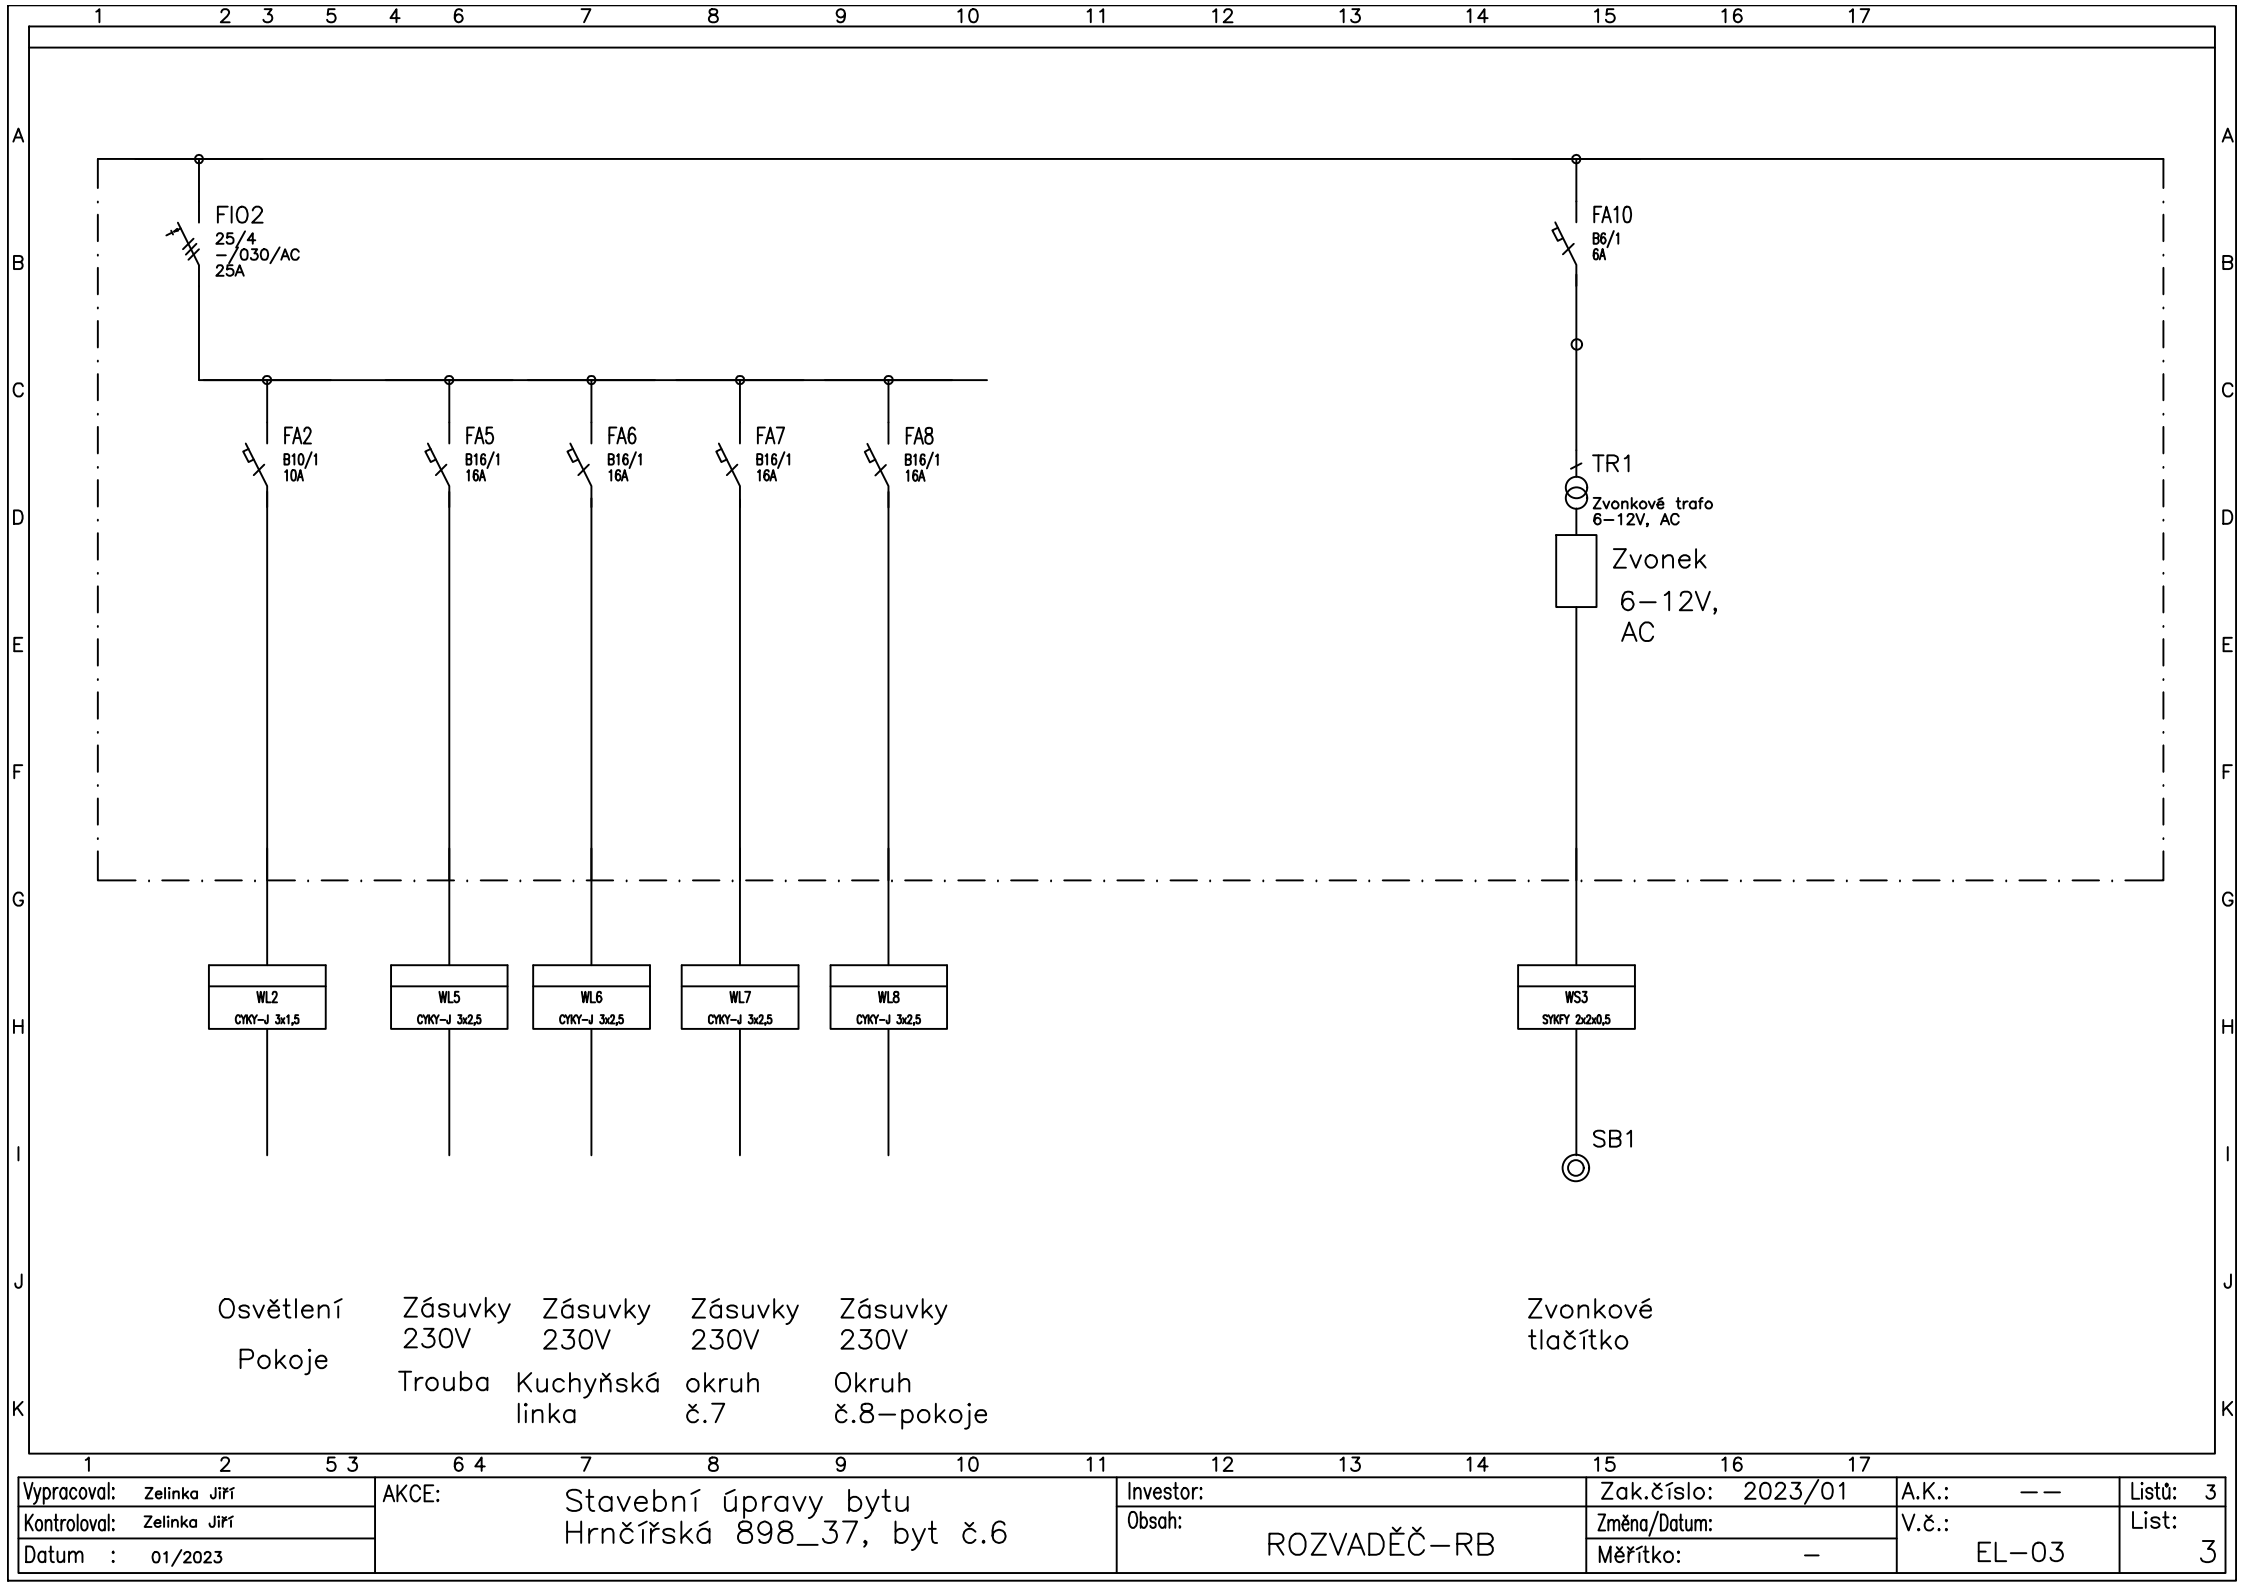 1 2 3 5 4 6 7 8 9 10 11 12 13 14 15 16 17
A A
B B
C C
D D
E E
F F
G G
H H
I I
J J
K K
FI02
25/4
-/030/AC
25A
FA10
B6/1
6A
FA2
B10/1
10A
FA5
B16/1
16A
FA6
B16/1
16A
FA7
B16/1
16A
FA8
B16/1
16A
TR1
Zvonkové trafo
6-12V, AC
Zvonek
6-12V,
AC
WL2
CYKY-J 3x1,5
WL5
CYKY-J 3x2,5
WL6
CYKY-J 3x2,5
WL7
CYKY-J 3x2,5
WL8
CYKY-J 3x2,5
WS3
SYKFY 2x2x0,5
SB1
Osvětlení
Pokoje
Zásuvky
230V
Trouba
Zásuvky
230V
Kuchyňská
linka
Zásuvky
230V
okruh
č.7
Zásuvky
230V
Okruh
č.8-pokoje
Zvonkové
tlačítko
1 2 5 3 6 4 7 8 9 10 11 12 13 14 15 16 17
Vypracoval: Zelinka Jiří
Kontroloval: Zelinka Jiří
Datum : 01/2023
AKCE: Stavební úpravy bytu
Hrnčířská 898_37, byt č.6
Investor:
Obsah:
ROZVADĚČ-RB
Zak.číslo: 2023/01
Změna/Datum:
Měřítko: -
A.K.: --
V.č.:
EL-03
Listů: 3
List:
3